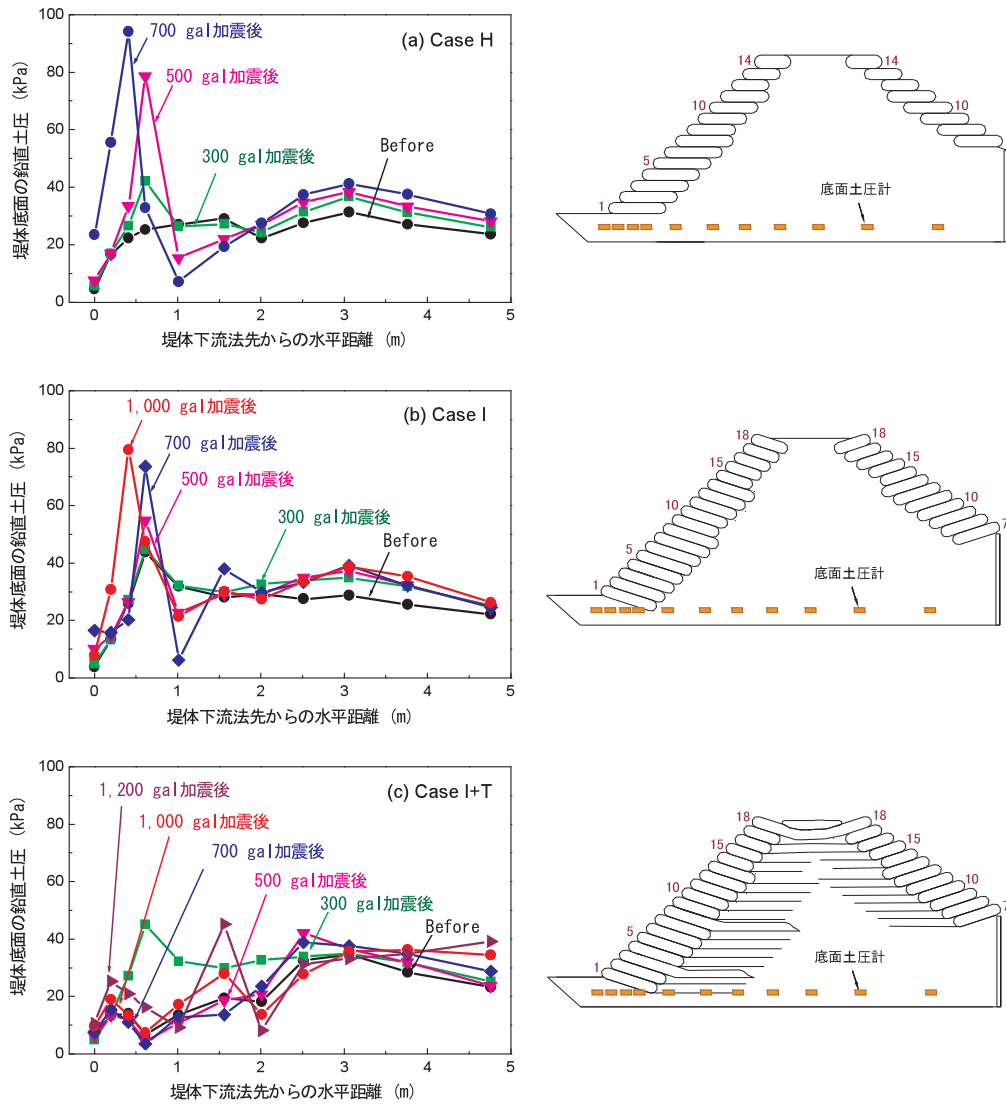 (a) Case H
700 gal加震後
500 gal加震後
300 gal加震後
Before
堤体底面の鉛直土圧 (kPa)
100
80
60
40
20
0
0 1 2 3 4 5
堤体下流法先からの水平距離 (m)
14 14
10 10
5
1
底面土圧計
(b) Case I
1,000 gal加震後
700 gal加震後
500 gal加震後
300 gal加震後
Before
堤体底面の鉛直土圧 (kPa)
100
80
60
40
20
0
0 1 2 3 4 5
堤体下流法先からの水平距離 (m)
18 18
15 15
10 10
7
5
1
底面土圧計
(c) Case I+T
1,200 gal加震後
1,000 gal加震後
700 gal加震後
500 gal加震後
300 gal加震後
Before
堤体底面の鉛直土圧 (kPa)
100
80
60
40
20
0
0 1 2 3 4 5
堤体下流法先からの水平距離 (m)
18 18
15 15
10 10
7
5
1
底面土圧計